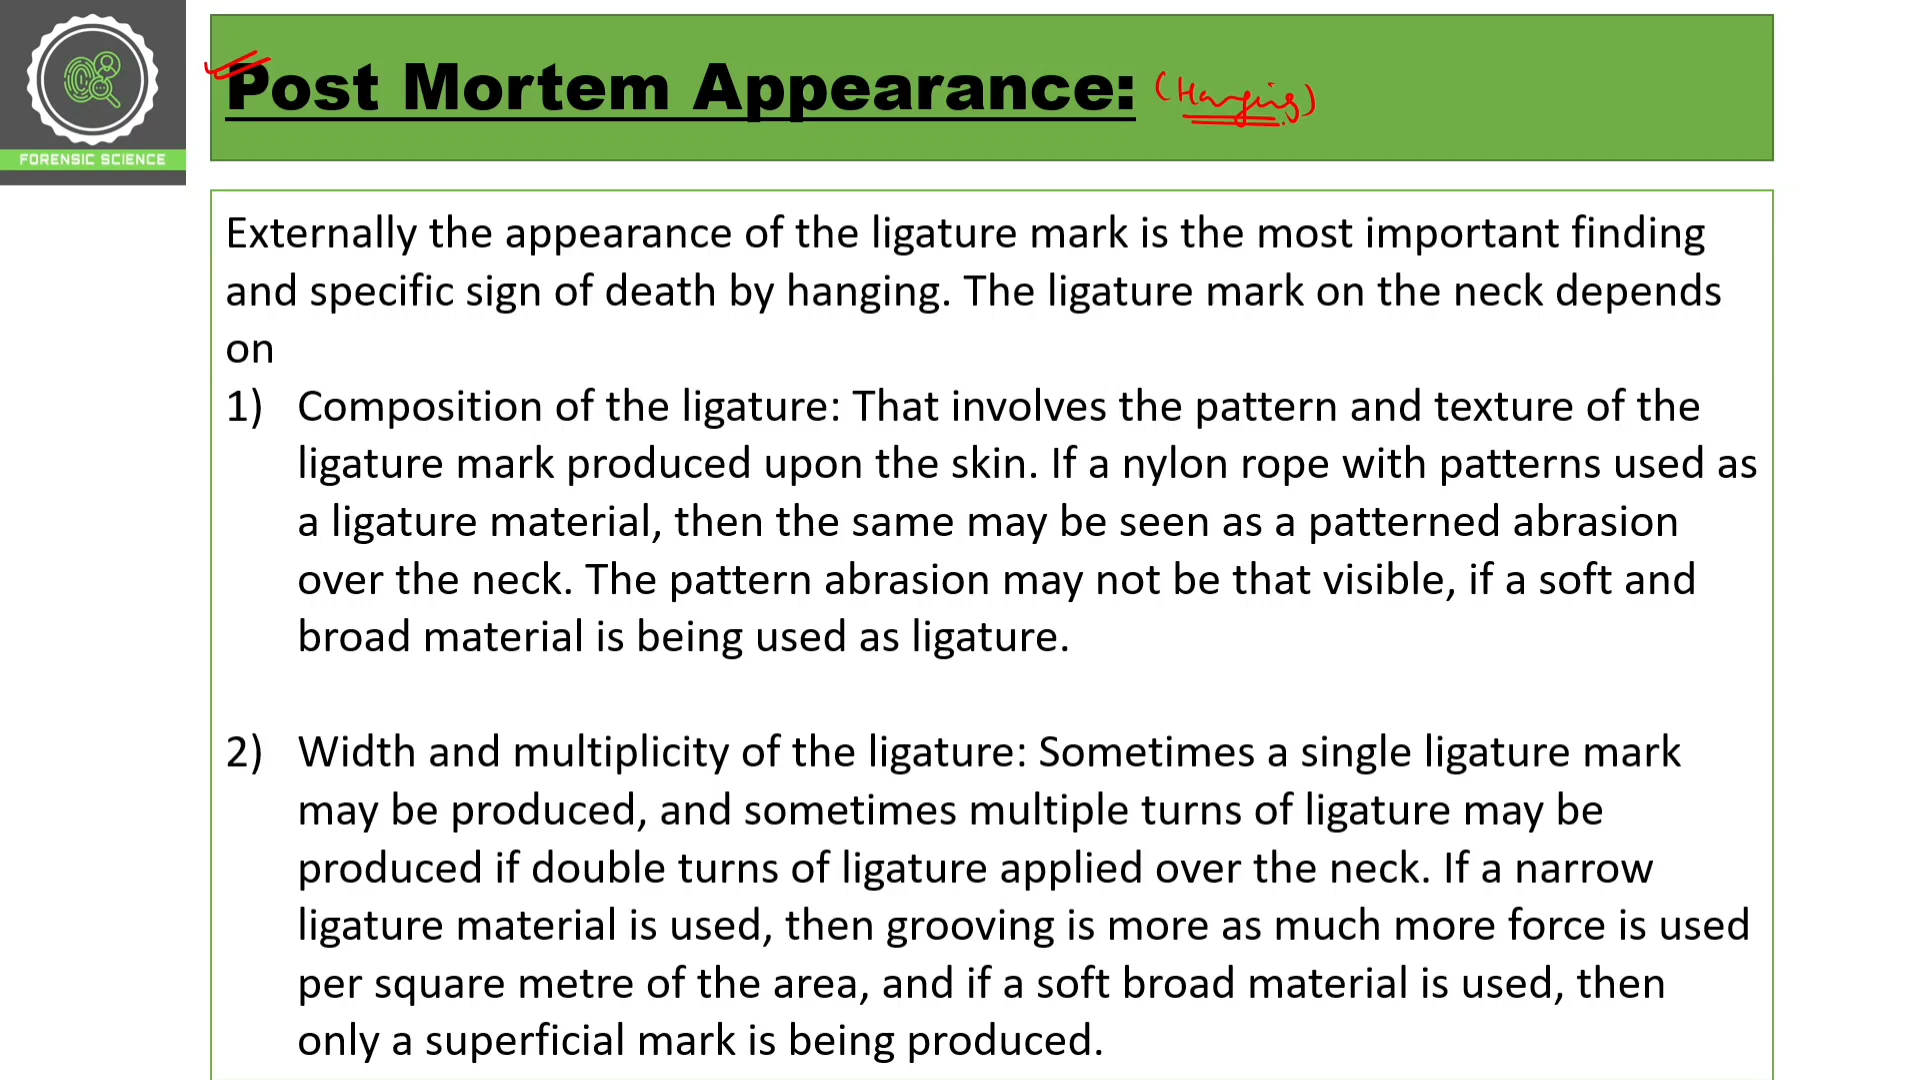 FORENSIC SCIENCE
Post Mortem Appearance: (Hanging)
Externally the appearance of the ligature mark is the most important finding
and specific sign of death by hanging. The ligature mark on the neck depends
on
1) Composition of the ligature: That involves the pattern and texture of the
ligature mark produced upon the skin. If a nylon rope with patterns used as
a ligature material, then the same may be seen as a patterned abrasion
over the neck. The pattern abrasion may not be that visible, if a soft and
broad material is being used as ligature.
2) Width and multiplicity of the ligature: Sometimes a single ligature mark
may be produced, and sometimes multiple turns of ligature may be
produced if double turns of ligature applied over the neck. If a narrow
ligature material is used, then grooving is more as much more force is used
per square metre of the area, and if a soft broad material is used, then
only a superficial mark is being produced.